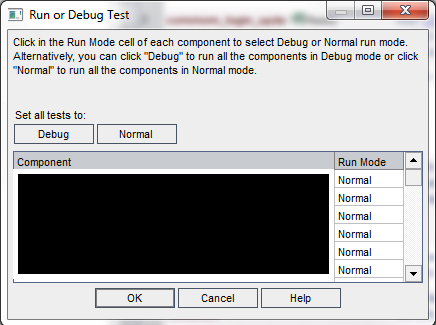 Run or Debug Test
Click in the Run Mode cell of each component to select Debug or Normal run mode.
Alternatively, you can click "Debug" to run all the components in Debug mode or click
"Normal" to run all the components in Normal mode.
Set all tests to:
Debug Normal
Component Run Mode
Normal
Normal
Normal
Normal
Normal
OK Cancel Help